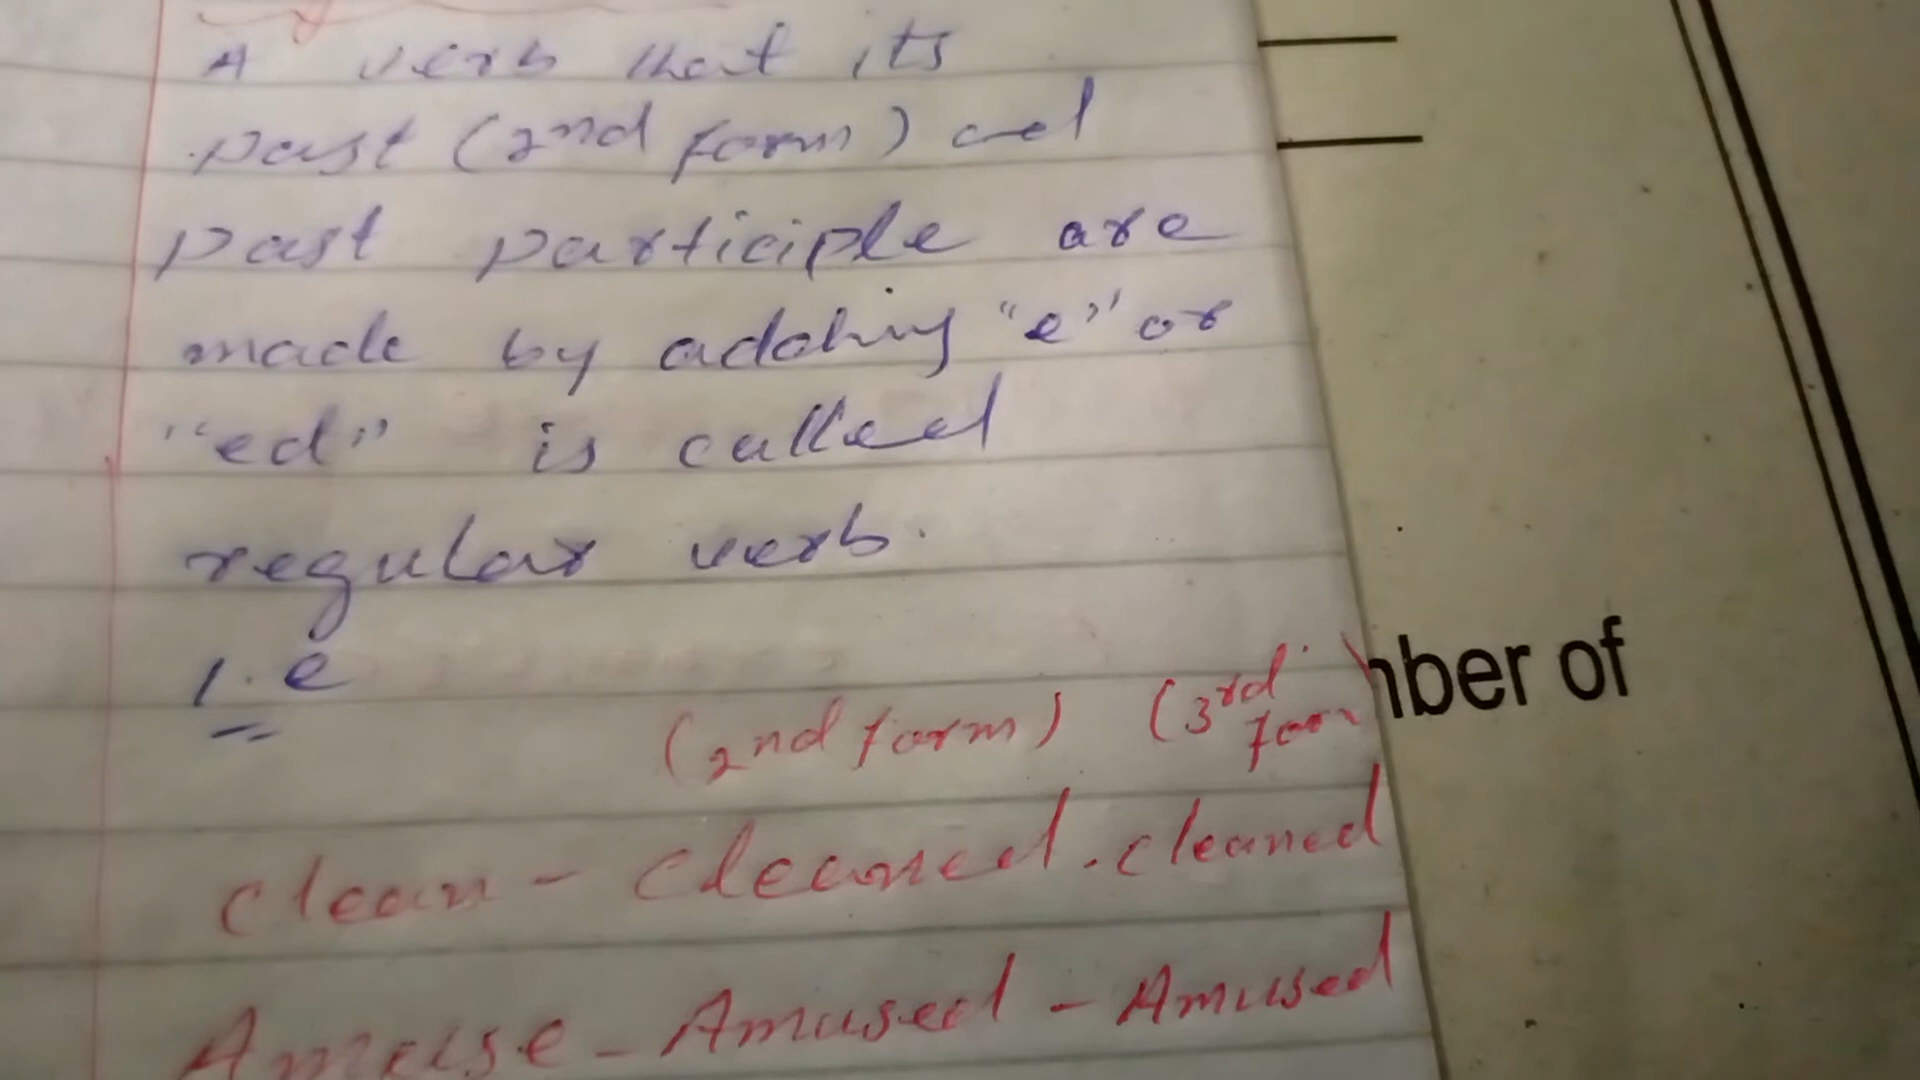 A verb that its
past (2nd form) and
past participle are
made by adding "e" or
"ed" is called
regular verb.
I.e
(2nd form) (3rd form)
clean - cleaned. cleaned
Amuse - Amused - Amused
nber of